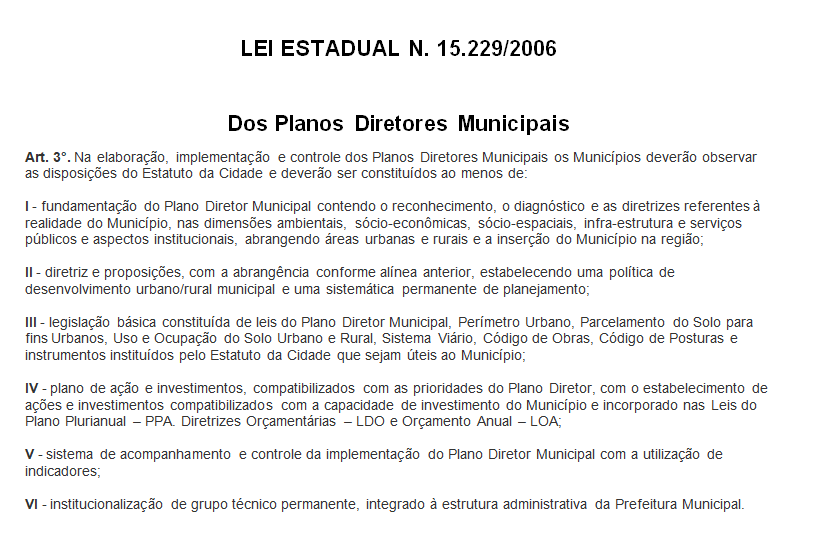 LEI ESTADUAL N. 15.229/2006
Dos Planos Diretores Municipais
Art. 3°. Na elaboração, implementação e controle dos Planos Diretores Municipais os Municípios deverão observar
as disposições do Estatuto da Cidade e deverão ser constituídos ao menos de:
I - fundamentação do Plano Diretor Municipal contendo o reconhecimento, o diagnóstico e as diretrizes referentes à
realidade do Município, nas dimensões ambientais, sócio-econômicas, sócio-espaciais, infra-estrutura e serviços
públicos e aspectos institucionais, abrangendo áreas urbanas e rurais e a inserção do Município na região;
II - diretriz e proposições, com a abrangência conforme alínea anterior, estabelecendo uma política de
desenvolvimento urbano/rural municipal e uma sistemática permanente de planejamento;
III - legislação básica constituída de leis do Plano Diretor Municipal, Perímetro Urbano, Parcelamento do Solo para
fins Urbanos, Uso e Ocupação do Solo Urbano e Rural, Sistema Viário, Código de Obras, Código de Posturas e
instrumentos instituídos pelo Estatuto da Cidade que sejam úteis ao Município;
IV - plano de ação e investimentos, compatibilizados com as prioridades do Plano Diretor, com o estabelecimento de
ações e investimentos compatibilizados com a capacidade de investimento do Município e incorporado nas Leis do
Plano Plurianual – PPA. Diretrizes Orçamentárias – LDO e Orçamento Anual – LOA;
V - sistema de acompanhamento e controle da implementação do Plano Diretor Municipal com a utilização de
indicadores;
VI - institucionalização de grupo técnico permanente, integrado à estrutura administrativa da Prefeitura Municipal.